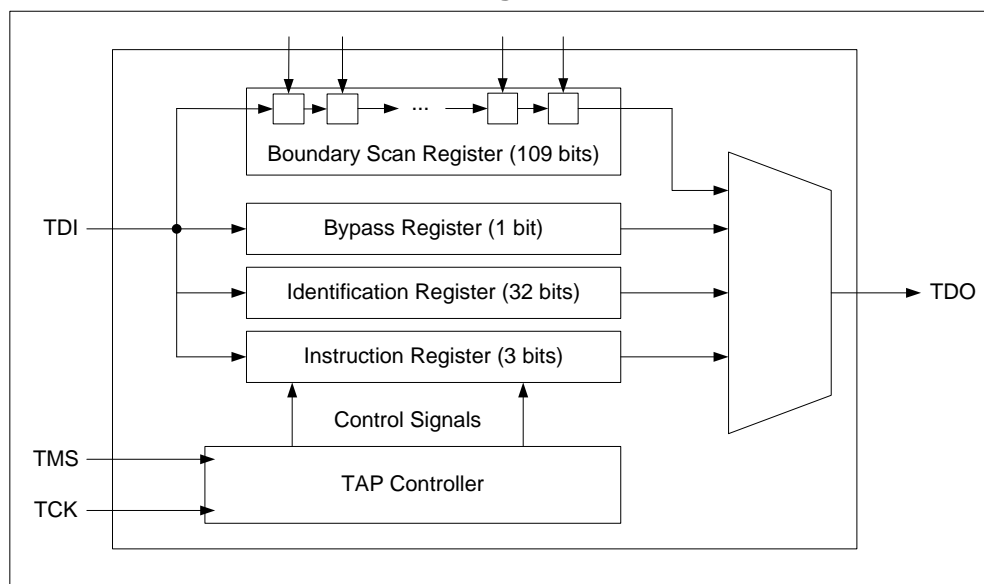 ...
Boundary Scan Register (109 bits)
TDI
Bypass Register (1 bit)
Identification Register (32 bits)
TDO
Instruction Register (3 bits)
Control Signals
TMS
TAP Controller
TCK